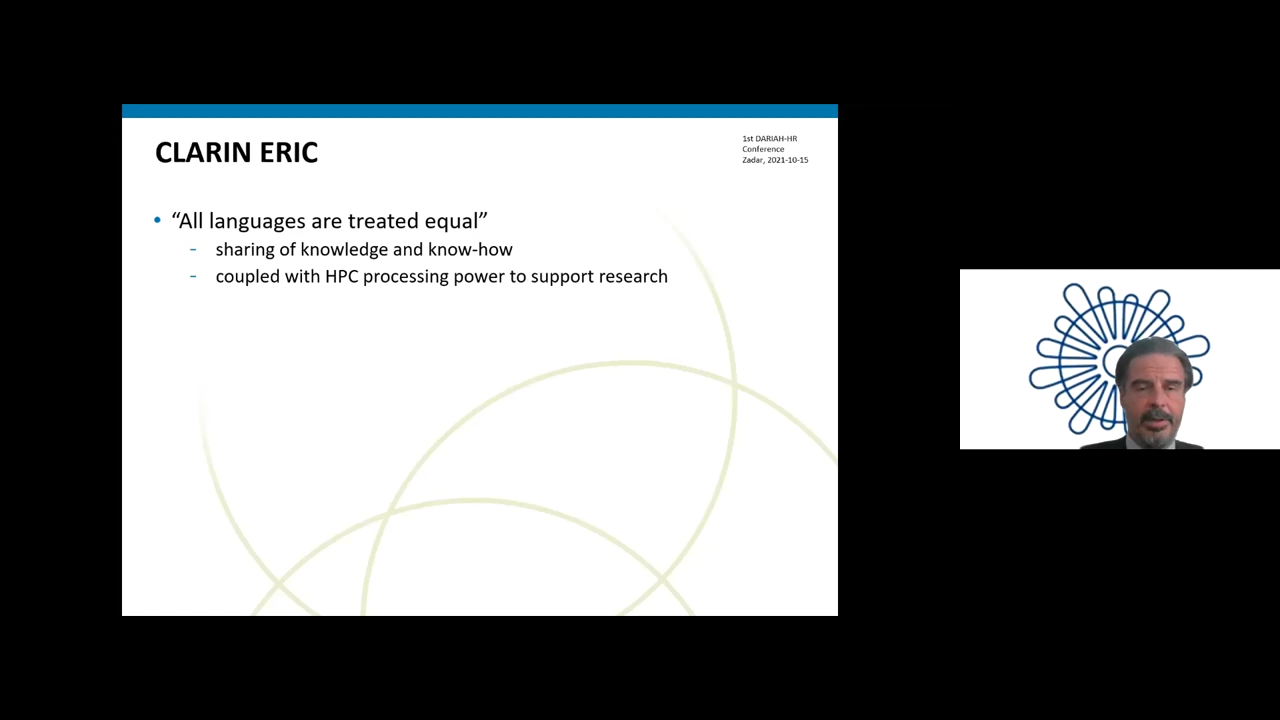 CLARIN ERIC
1st DARIAH-HR
Conference
Zadar, 2021-10-15
• “All languages are treated equal”
- sharing of knowledge and know-how
- coupled with HPC processing power to support research